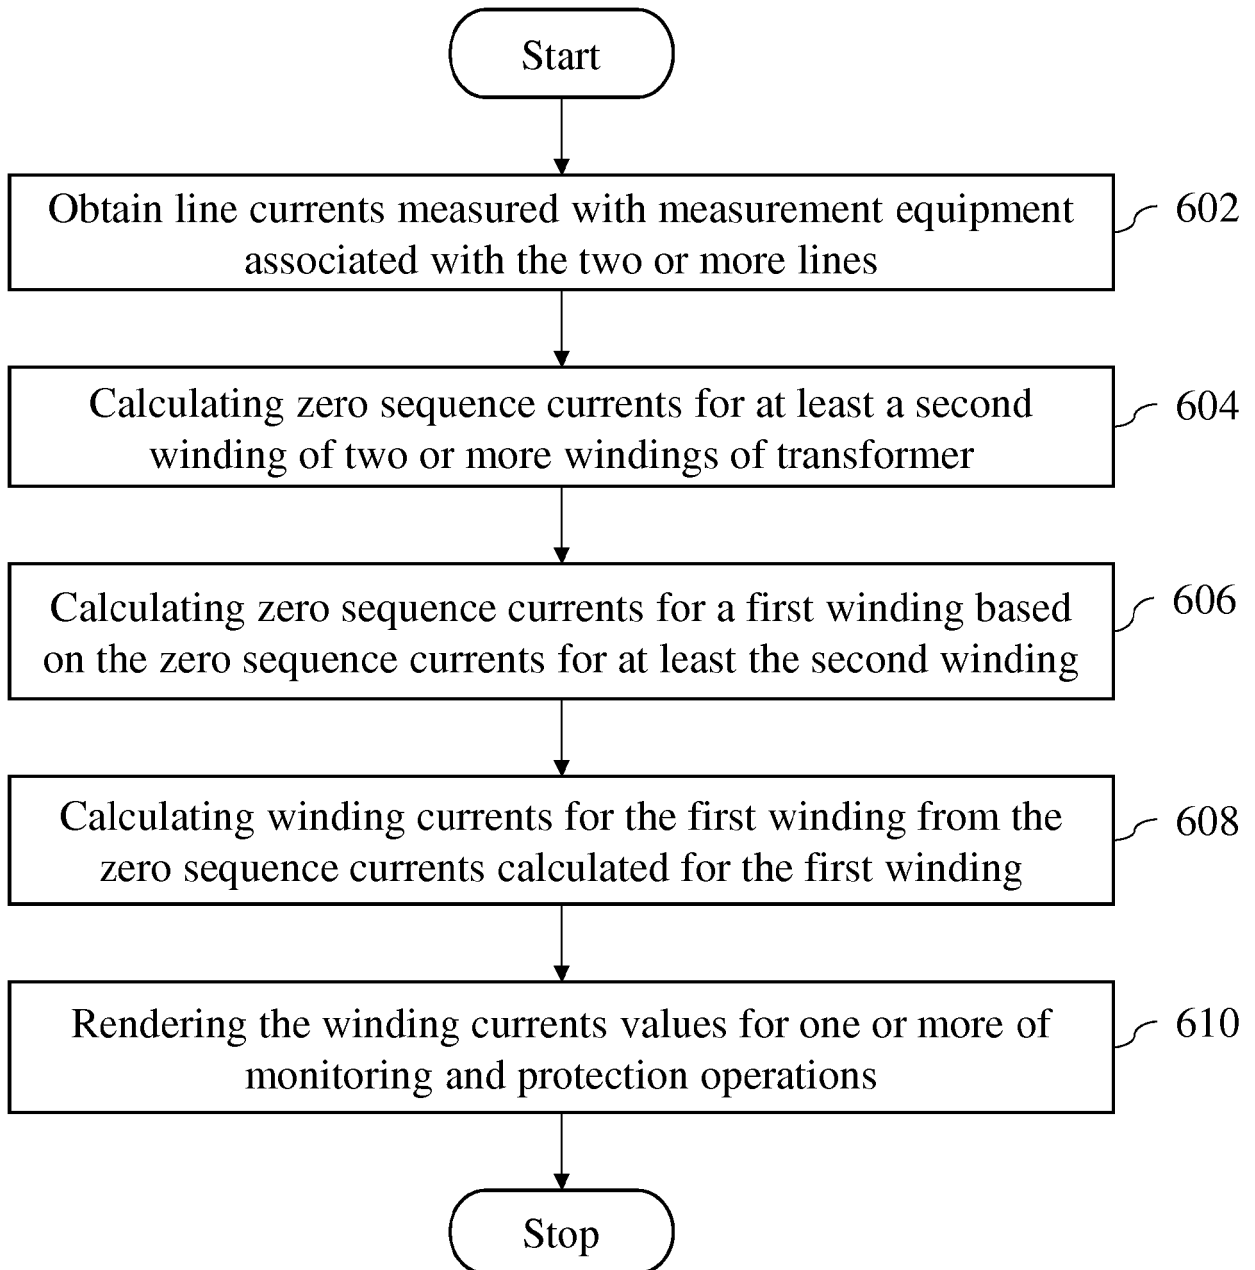 Start
Obtain line currents measured with measurement equipment
associated with the two or more lines
602
Calculating zero sequence currents for at least a second
winding of two or more windings of transformer
604
Calculating zero sequence currents for a first winding based
on the zero sequence currents for at least the second winding
606
Calculating winding currents for the first winding from the
zero sequence currents calculated for the first winding
608
Rendering the winding currents values for one or more of
monitoring and protection operations
610
Stop